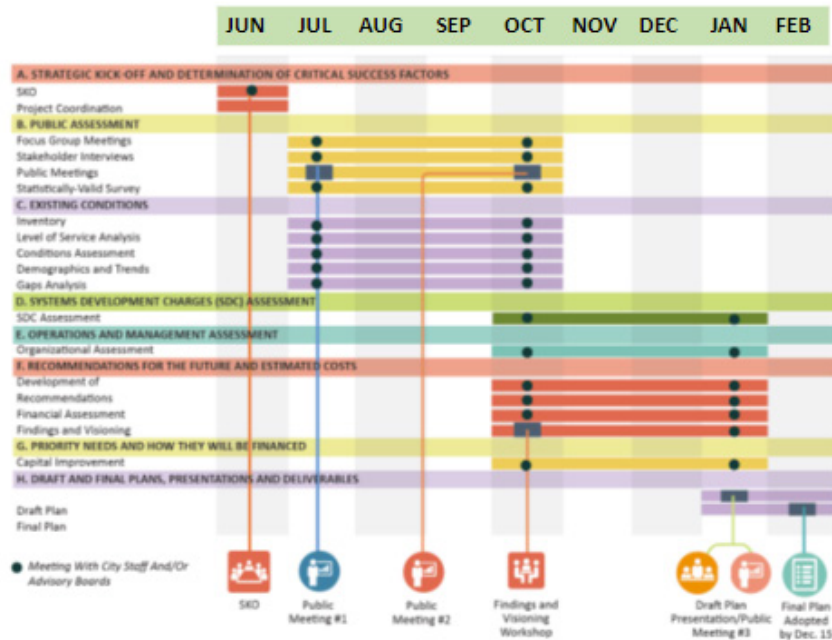 JUN JUL AUG SEP OCT NOV DEC JAN FEB
A. STRATEGIC KICK-OFF AND DETERMINATION OF CRITICAL SUCCESS FACTORS
SKO
Project Coordination
B. PUBLIC ASSESSMENT
Focus Group Meetings
Stakeholder Interviews
Public Meetings
Statistically-Valid Survey
C. EXISTING CONDITIONS
Inventory
Level of Service Analysis
Conditions Assessment
Demographics and Trends
Gaps Analysis
D. SYSTEMS DEVELOPMENT CHARGES (SDC) ASSESSMENT
SDC Assessment
E. OPERATIONS AND MANAGEMENT ASSESSMENT
Organizational Assessment
F. RECOMMENDATIONS FOR THE FUTURE AND ESTIMATED COSTS
Development of
Recommendations
Financial Assessment
Findings and Visioning
G. PRIORITY NEEDS AND HOW THEY WILL BE FINANCED
Capital Improvement
H. DRAFT AND FINAL PLANS, PRESENTATIONS AND DELIVERABLES
Draft Plan
Final Plan
Meeting With City Staff And/Or
Advisory Boards
SKO
Public
Meeting #1
Public
Meeting #2
Findings and
Visioning
Workshop
Draft Plan
Presentation/Public
Meeting #3
Final Plan
Adopted
by Dec. 15